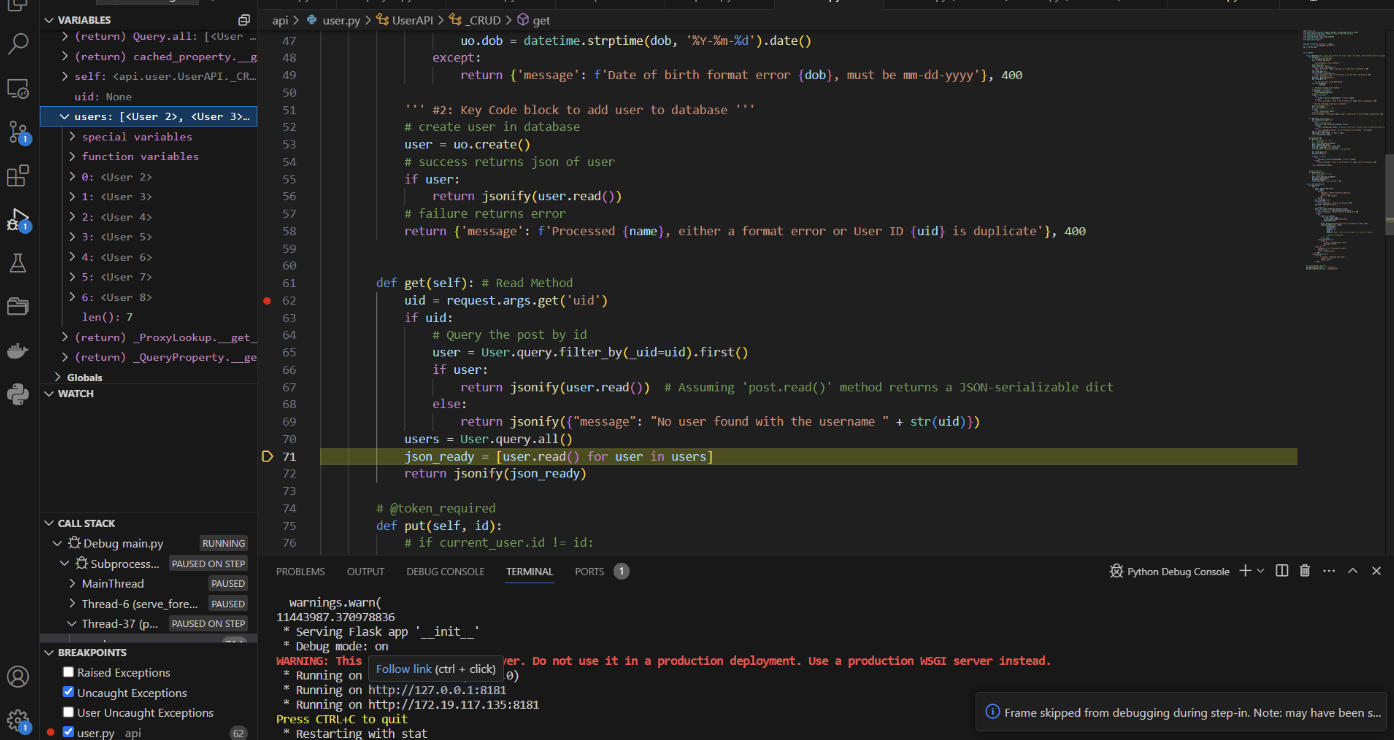 VARIABLES
(return) Query.all: [<User ...
(return) cached_property.__g
self: <api.user.UserAPI._CR...
uid: None
users: [<User 2>, <User 3>...
special variables
function variables
0: <User 2>
1: <User 3>
2: <User 4>
3: <User 5>
4: <User 6>
5: <User 7>
6: <User 8>
len(): 7
(return) _ProxyLookup.__get_
(return) _QueryProperty.__ge
Globals
WATCH
CALL STACK
Debug main.py RUNNING
Subprocess... PAUSED ON STEP
MainThread PAUSED
Thread-6 (serve_fore... PAUSED
Thread-37 (p... PAUSED ON STEP
BREAKPOINTS
Raised Exceptions
Uncaught Exceptions
User Uncaught Exceptions
user.py api 62
1
1
1
api > user.py > UserAPI > _CRUD > get
47 uo.dob = datetime.strptime(dob, '%Y-%m-%d').date()
48 except:
49 return {'message': f'Date of birth format error {dob}, must be mm-dd-yyyy'}, 400
50
51 ''' #2: Key Code block to add user to database '''
52 # create user in database
53 user = uo.create()
54 # success returns json of user
55 if user:
56 return jsonify(user.read())
57 # failure returns error
58 return {'message': f'Processed {name}, either a format error or User ID {uid} is duplicate'}, 400
59
60
61 def get(self): # Read Method
62 uid = request.args.get('uid')
63 if uid:
64 # Query the post by id
65 user = User.query.filter_by(_uid=uid).first()
66 if user:
67 return jsonify(user.read()) # Assuming 'post.read()' method returns a JSON-serializable dict
68 else:
69 return jsonify({"message": "No user found with the username " + str(uid)})
70 users = User.query.all()
71 json_ready = [user.read() for user in users]
72 return jsonify(json_ready)
73
74 # @token_required
75 def put(self, id):
76 # if current_user.id != id:
PROBLEMS OUTPUT DEBUG CONSOLE TERMINAL PORTS 1
Python Debug Console
warnings.warn(
11443987.370978836
* Serving Flask app '__init__'
* Debug mode: on
WARNING: This ver. Do not use it in a production deployment. Use a production WSGI server instead.
Follow link (ctrl + click)
* Running on .0)
* Running on http://127.0.0.1:8181
* Running on http://172.19.117.135:8181
Press CTRL+C to quit
* Restarting with stat
Frame skipped from debugging during step-in. Note: may have been s...